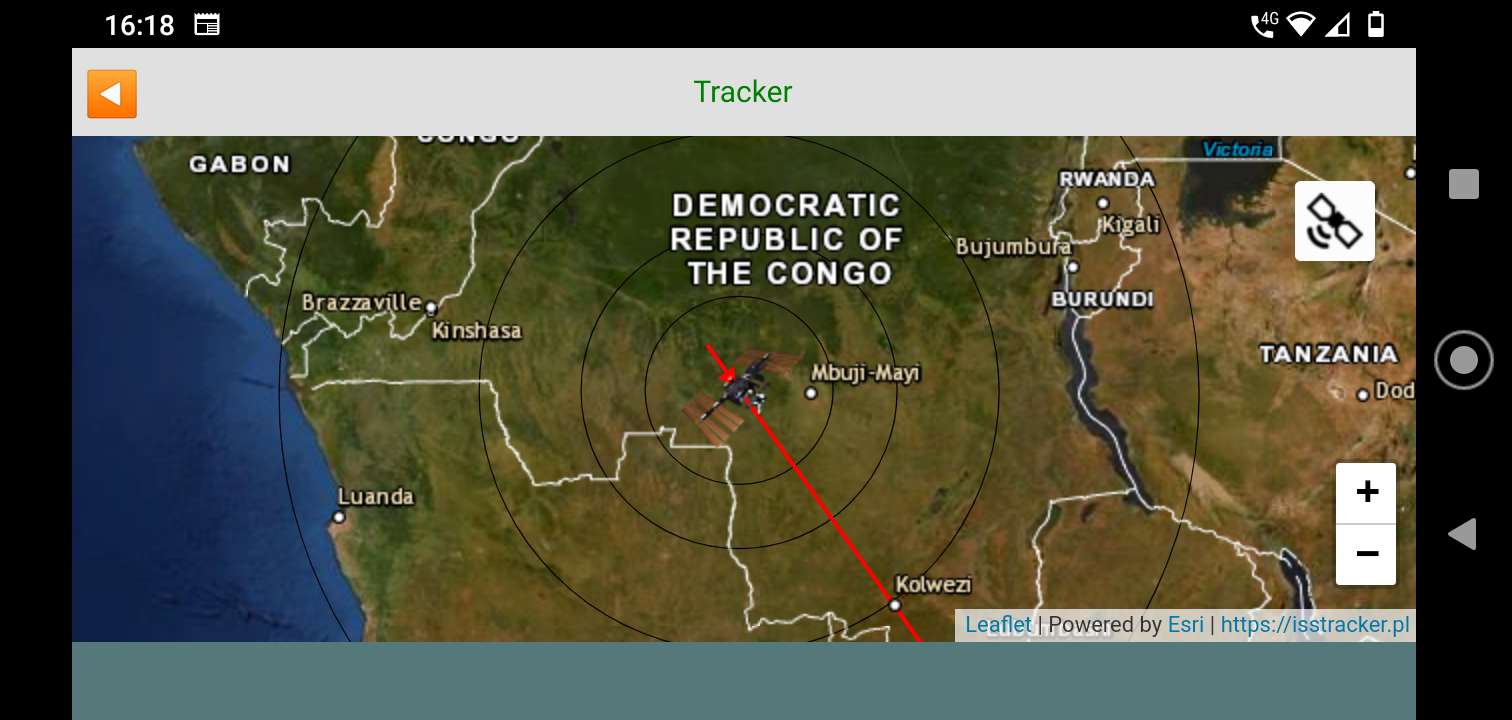 16:18
4G
Tracker
CONGO
GABON
Victoria
RWANDA
DEMOCRATIC
REPUBLIC OF
THE CONGO
Kigali
Bujumbura
BURUNDI
Brazzaville
Kinshasa
TANZANIA
Mbuji-Mayi
Dod
Luanda
+
−
Kolwezi
Leaflet | Powered by Esri | https://isstracker.pl